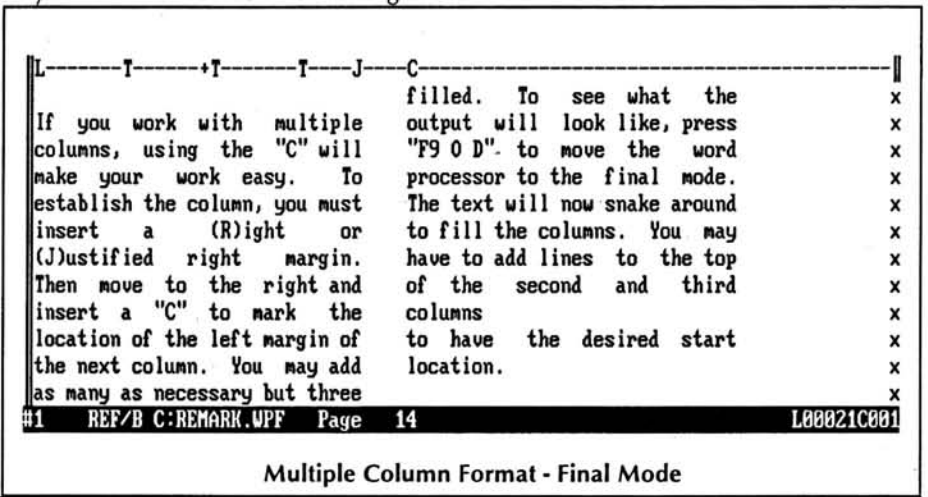 L-------T------+T-------T----J----C-----------------------------------------
If you work with multiple
columns, using the "C" will
make your work easy. To
establish the column, you must
insert a (R)ight or
(J)ustified right margin.
Then move to the right and
insert a "C" to mark the
location of the left margin of
the next column. You may add
as many as necessary but three
filled. To see what the x
output will look like, press x
"F9 O D" to move the word x
processor to the final mode. x
The text will now snake around x
to fill the columns. You may x
have to add lines to the top x
of the second and third x
columns x
to have the desired start x
location. x
x
#1 REF/B C:REMARK.WPF Page 14 L00021C001
Multiple Column Format - Final Mode